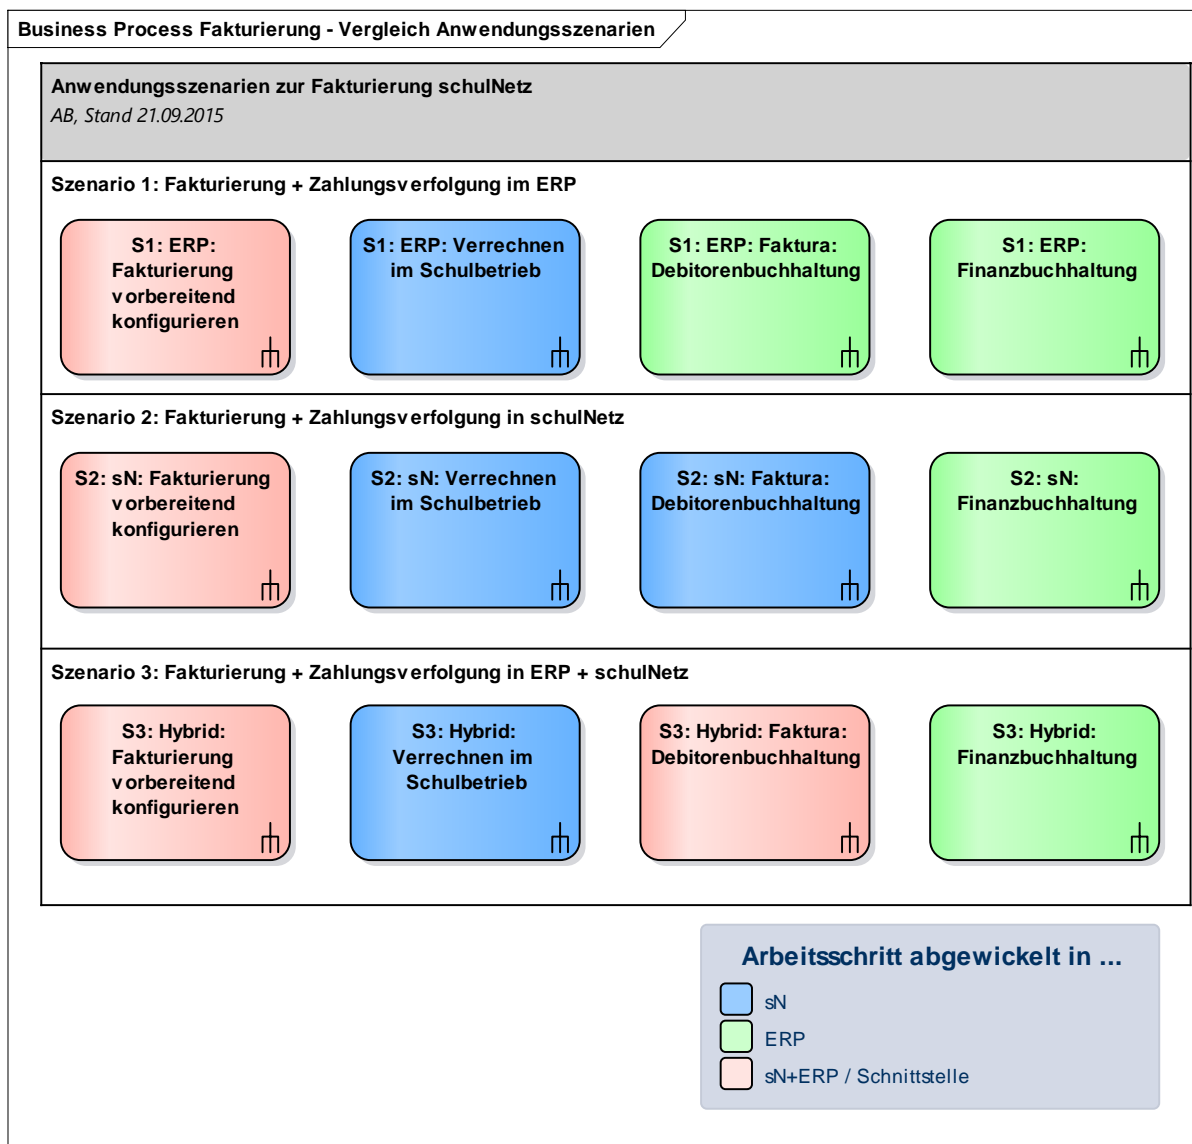 Business Process Fakturierung - Vergleich Anwendungsszenarien
Anwendungsszenarien zur Fakturierung schulNetz
AB, Stand 21.09.2015
Szenario 1: Fakturierung + Zahlungsverfolgung im ERP
S1: ERP:
Fakturierung
vorbereitend
konfigurieren
S1: ERP: Verrechnen
im Schulbetrieb
S1: ERP: Faktura:
Debitorenbuchhaltung
S1: ERP:
Finanzbuchhaltung
Szenario 2: Fakturierung + Zahlungsverfolgung in schulNetz
S2: sN: Fakturierung
vorbereitend
konfigurieren
S2: sN: Verrechnen
im Schulbetrieb
S2: sN: Faktura:
Debitorenbuchhaltung
S2: sN:
Finanzbuchhaltung
Szenario 3: Fakturierung + Zahlungsverfolgung in ERP + schulNetz
S3: Hybrid:
Fakturierung
vorbereitend
konfigurieren
S3: Hybrid:
Verrechnen im
Schulbetrieb
S3: Hybrid: Faktura:
Debitorenbuchhaltung
S3: Hybrid:
Finanzbuchhaltung
Arbeitsschritt abgewickelt in ...
sN
ERP
sN+ERP / Schnittstelle